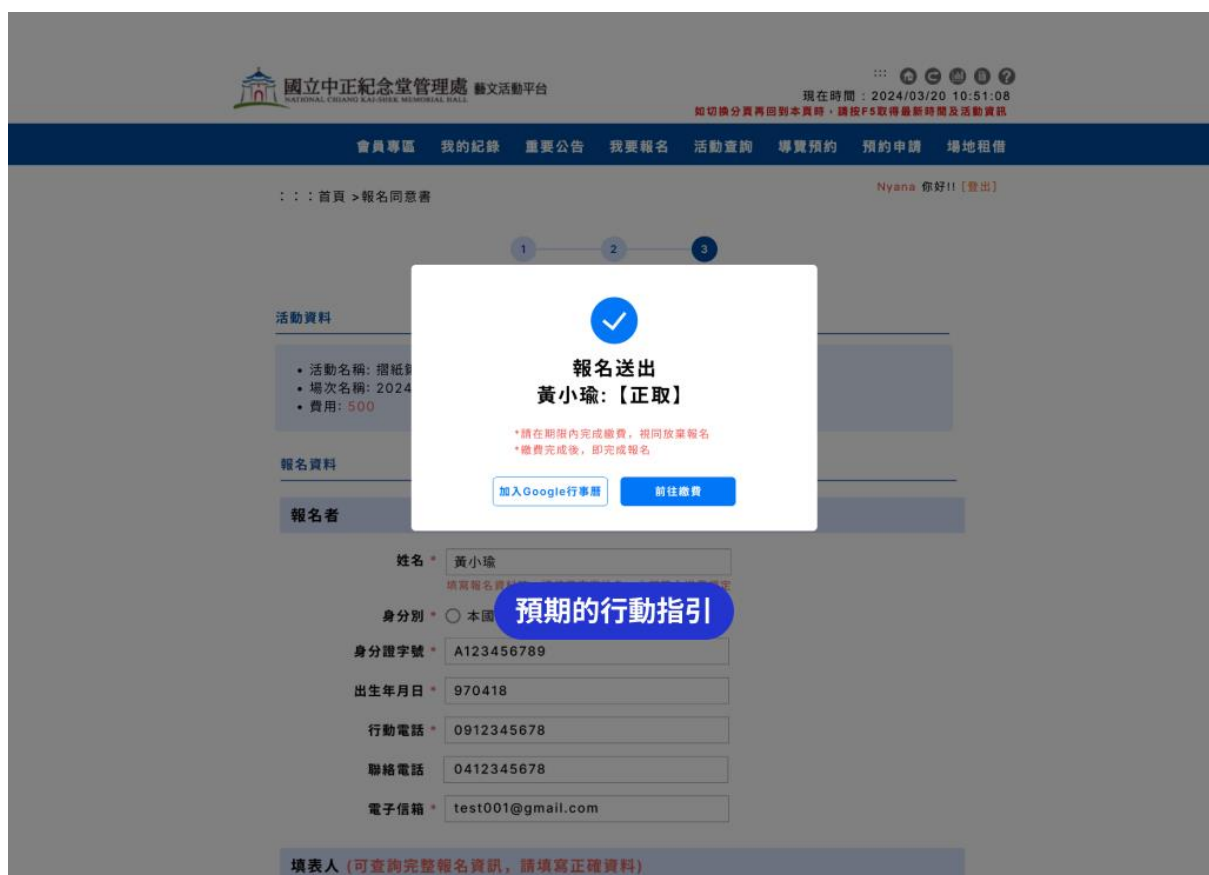 國立中正紀念堂管理處 藝文活動平台
NATIONAL CHIANG KAI-SHEK MEMORIAL HALL
:::
現在時間 : 2024/03/20 10:51:08
如切換分頁再回到本頁時,請按F5取得最新時間及活動資訊
會員專區 我的記錄 重要公告 我要報名 活動查詢 導覽預約 預約申請 場地租借
:::首頁 >報名同意書
Nyana 你好!! [登出]
1 2 3
活動資料
• 活動名稱: 摺紙
• 場次名稱: 2024
• 費用: 500
報名送出
黃小瑜:【正取】
*請在期限內完成繳費,視同放棄報名
*繳費完成後,即完成報名
加入Google行事曆 前往繳費
報名資料
報名者
姓名 * 黃小瑜
填寫報名資
預期的行動指引
身分別 * 本國
身分證字號 * A123456789
出生年月日 * 970418
行動電話 * 0912345678
聯絡電話 0412345678
電子信箱 * test001@gmail.com
填表人 (可查詢完整報名資訊,請填寫正確資料)